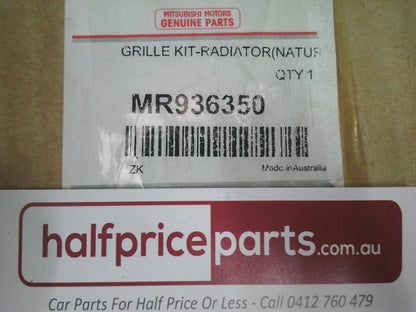 MITSUBISHI MOTORS
GENUINE PARTS
GRILLE KIT-RADIATOR(NATUR
QTY 1
MR936350
ZK Made in Australia
halfpriceparts.com.au
Car Parts For Half Price Or Less - Call 0412 760 479